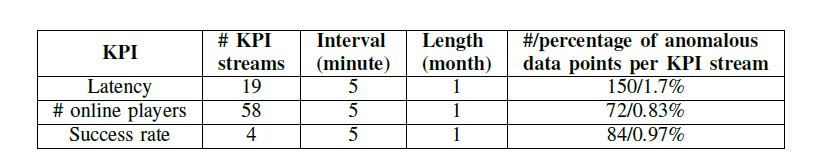 KPI # KPI streams Interval (minute) Length (month) #/percentage of anomalous data points per KPI stream
Latency 19 5 1 150/1.7%
# online players 58 5 1 72/0.83%
Success rate 4 5 1 84/0.97%